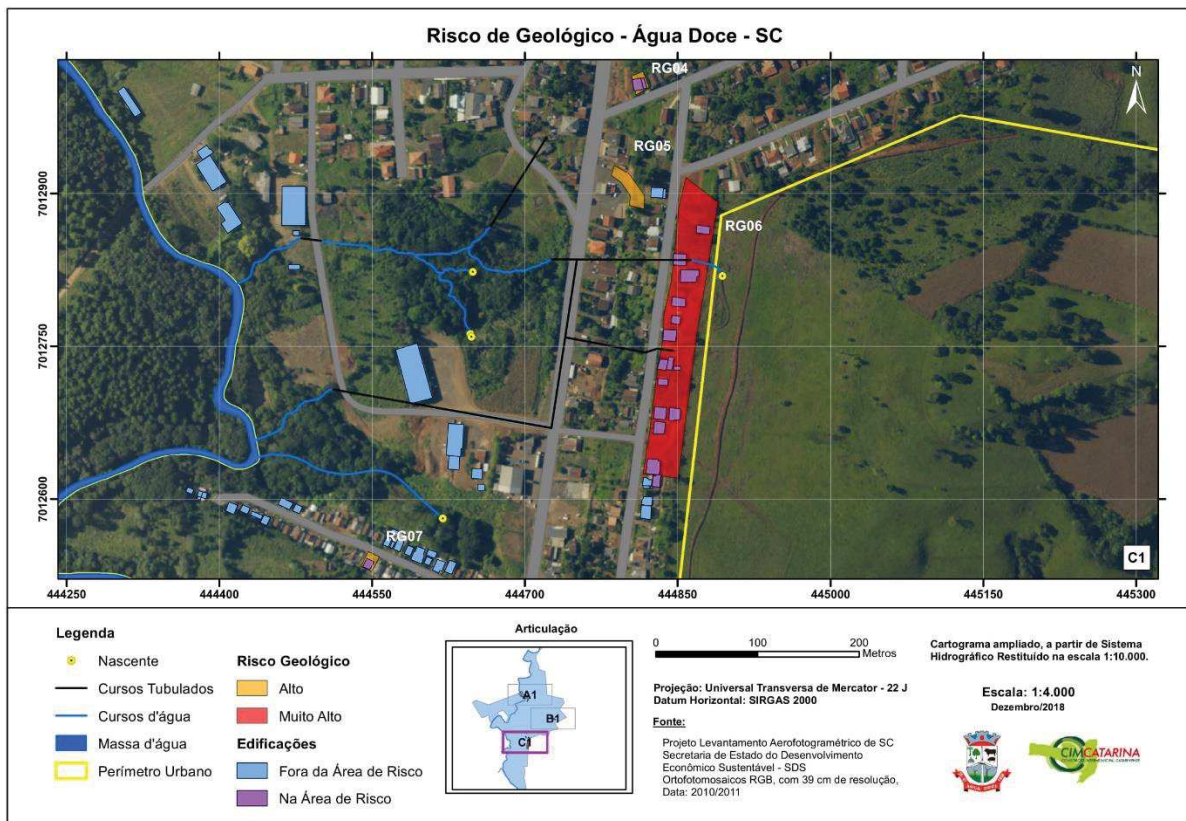 Risco de Geológico - Água Doce - SC
RG04
N
RG05
RG06
RG07
C1
7012900
7012750
7012600
444250
444400
444550
444700
444850
445000
445150
445300
Legenda
Nascente
Cursos Tubulados
Cursos d'água
Massa d'água
Perímetro Urbano
Risco Geológico
Alto
Muito Alto
Edificações
Fora da Área de Risco
Na Área de Risco
Articulação
A1
B1
C1
0 100 200
Metros
Projeção: Universal Transversa de Mercator - 22 J
Datum Horizontal: SIRGAS 2000
Fonte:
Projeto Levantamento Aerofotogramétrico de SC
Secretaria de Estado do Desenvolvimento
Econômico Sustentável - SDS
Ortofotomosaicos RGB, com 39 cm de resolução,
Data: 2010/2011
Cartograma ampliado, a partir de Sistema
Hidrográfico Restituído na escala 1:10.000.
Escala: 1:4.000
Dezembro/2018
ÁGUA DOCE
CIMCATARINA